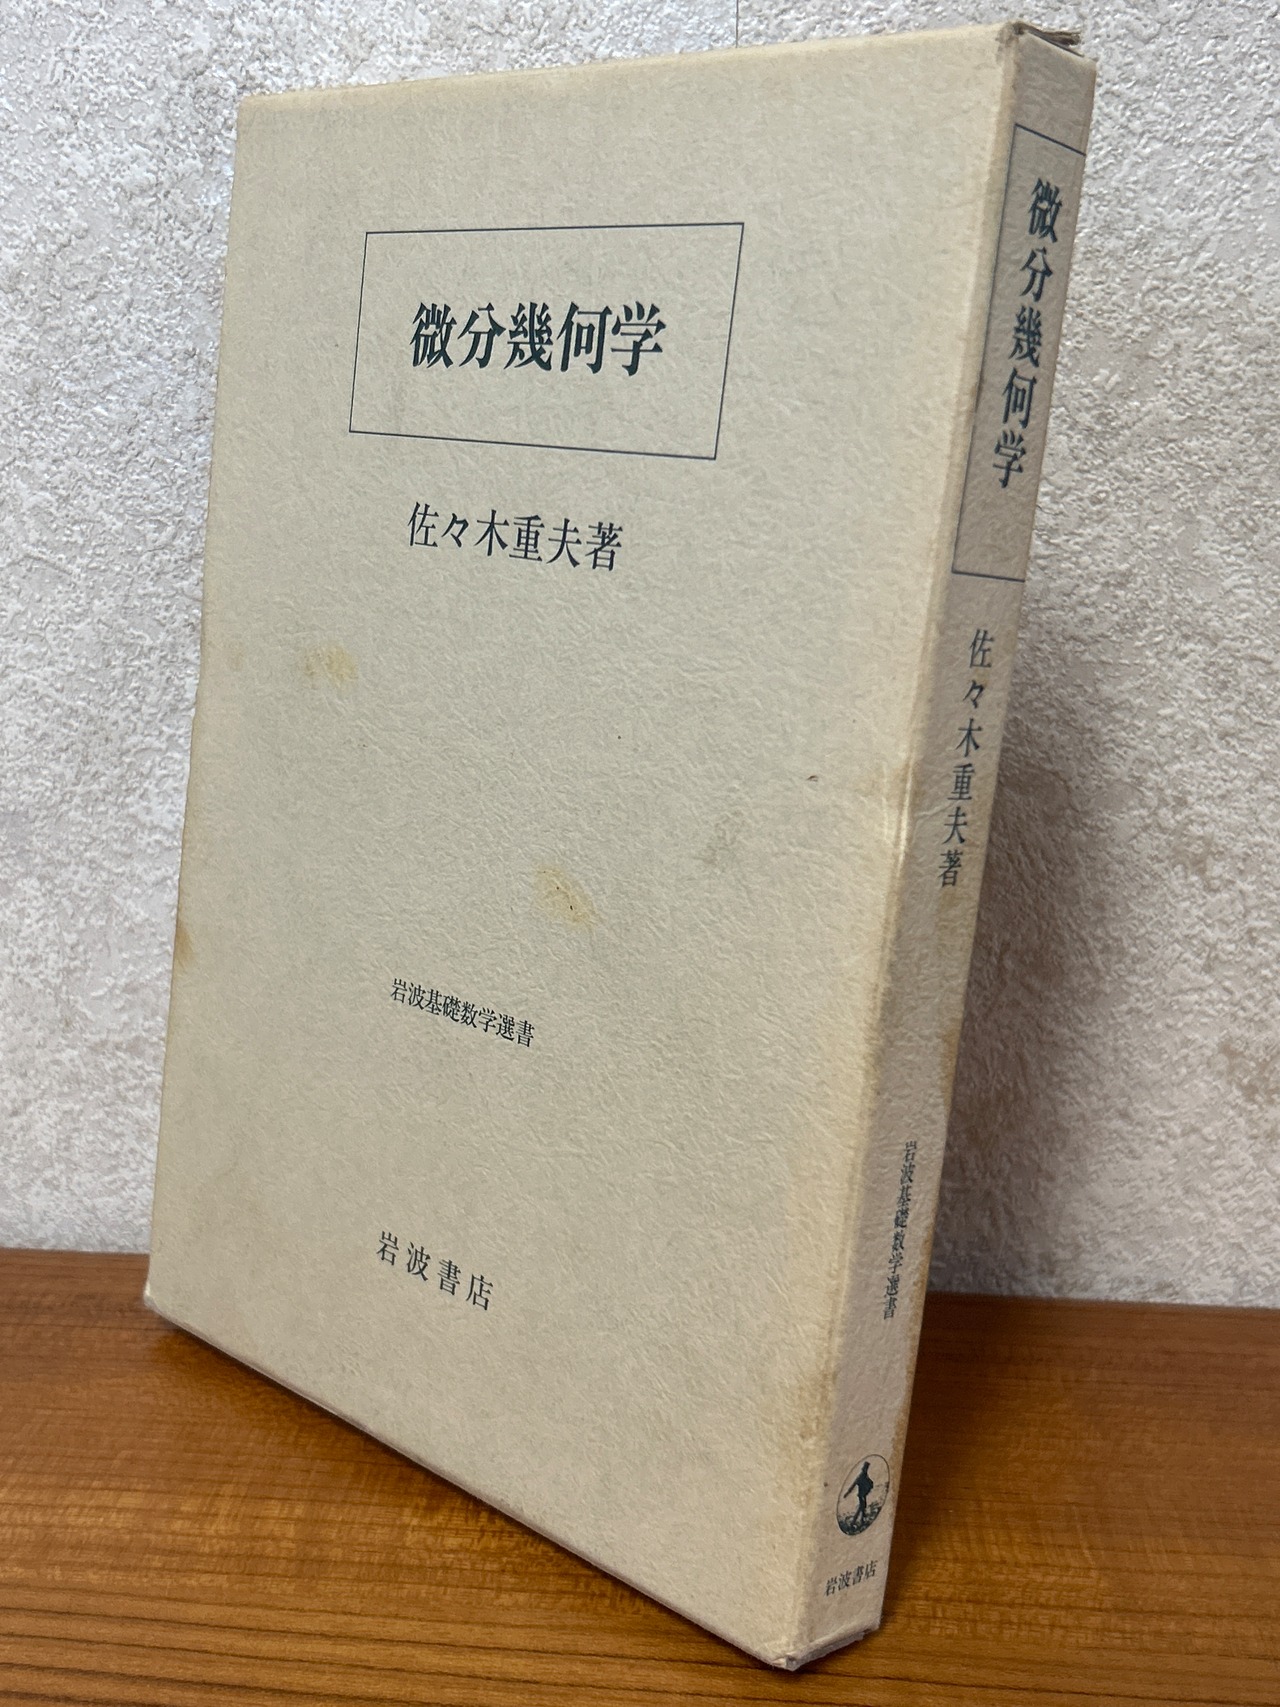 微分幾何学
佐々木重夫著
岩波基礎数学選書
岩波書店
微分幾何学
佐々木重夫著
岩波基礎数学選書
岩波書店